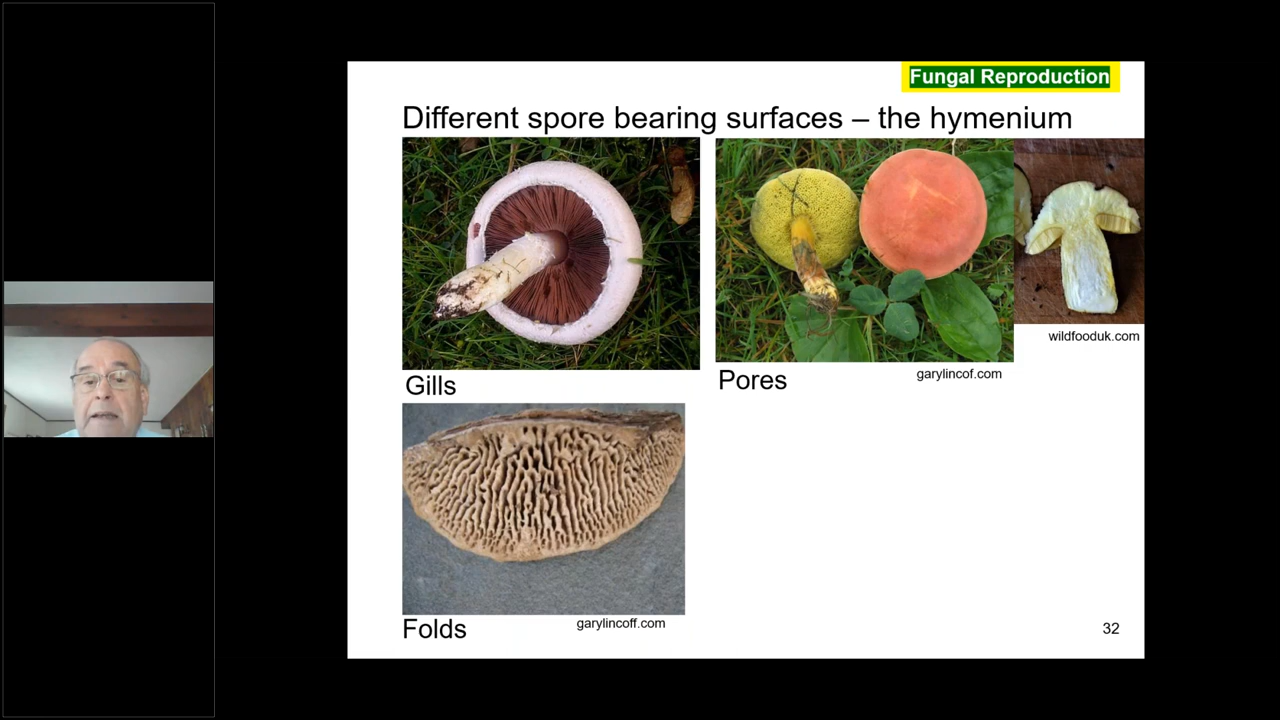 Fungal Reproduction
Different spore bearing surfaces – the hymenium
wildfooduk.com
Gills
Pores
garylincof.com
Folds
garylincoff.com
32